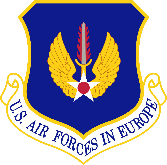 U.S. AIR FORCES IN EUROPE